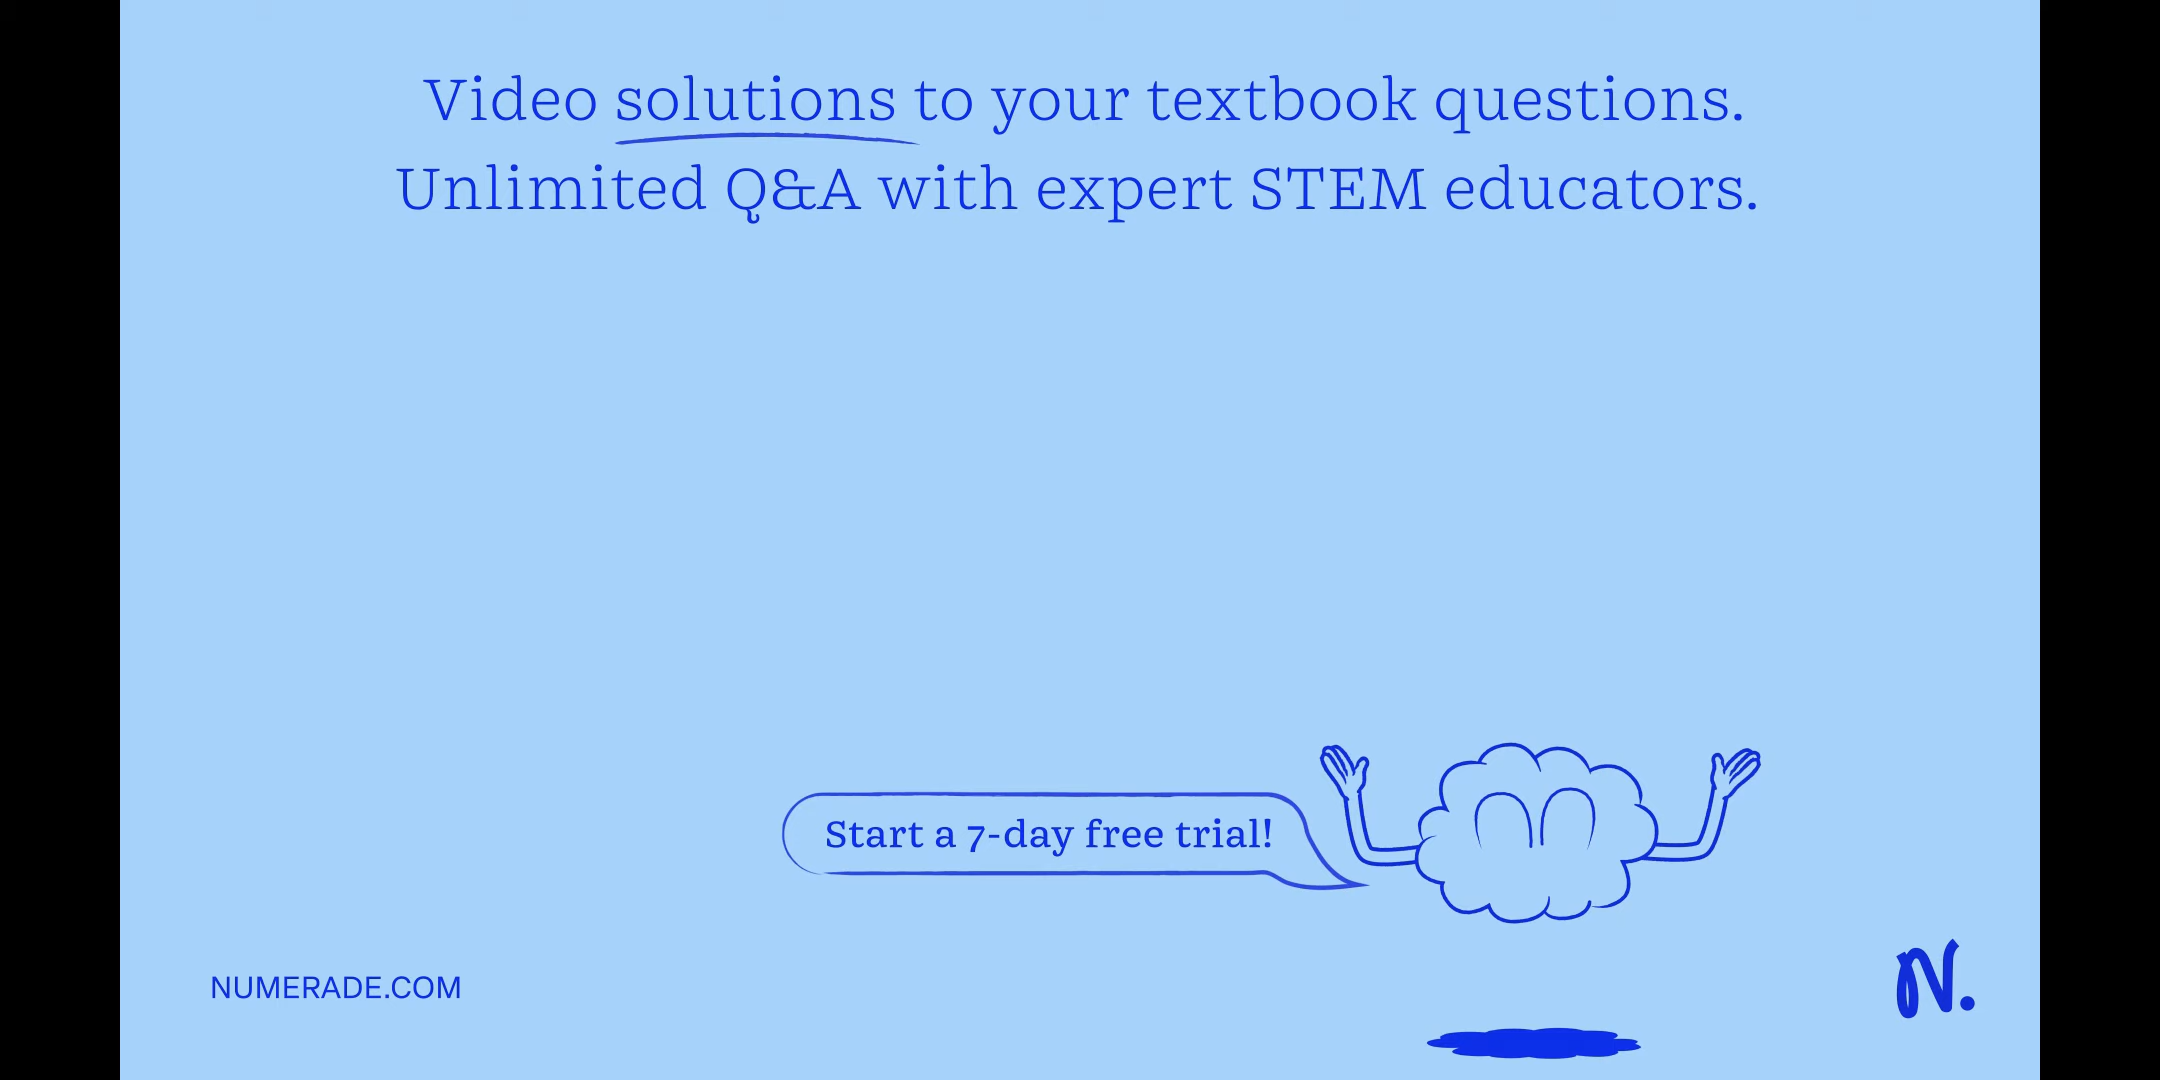 Video solutions to your textbook questions.
Unlimited Q&A with expert STEM educators.
Start a 7-day free trial!
NUMERADE.COM
N.